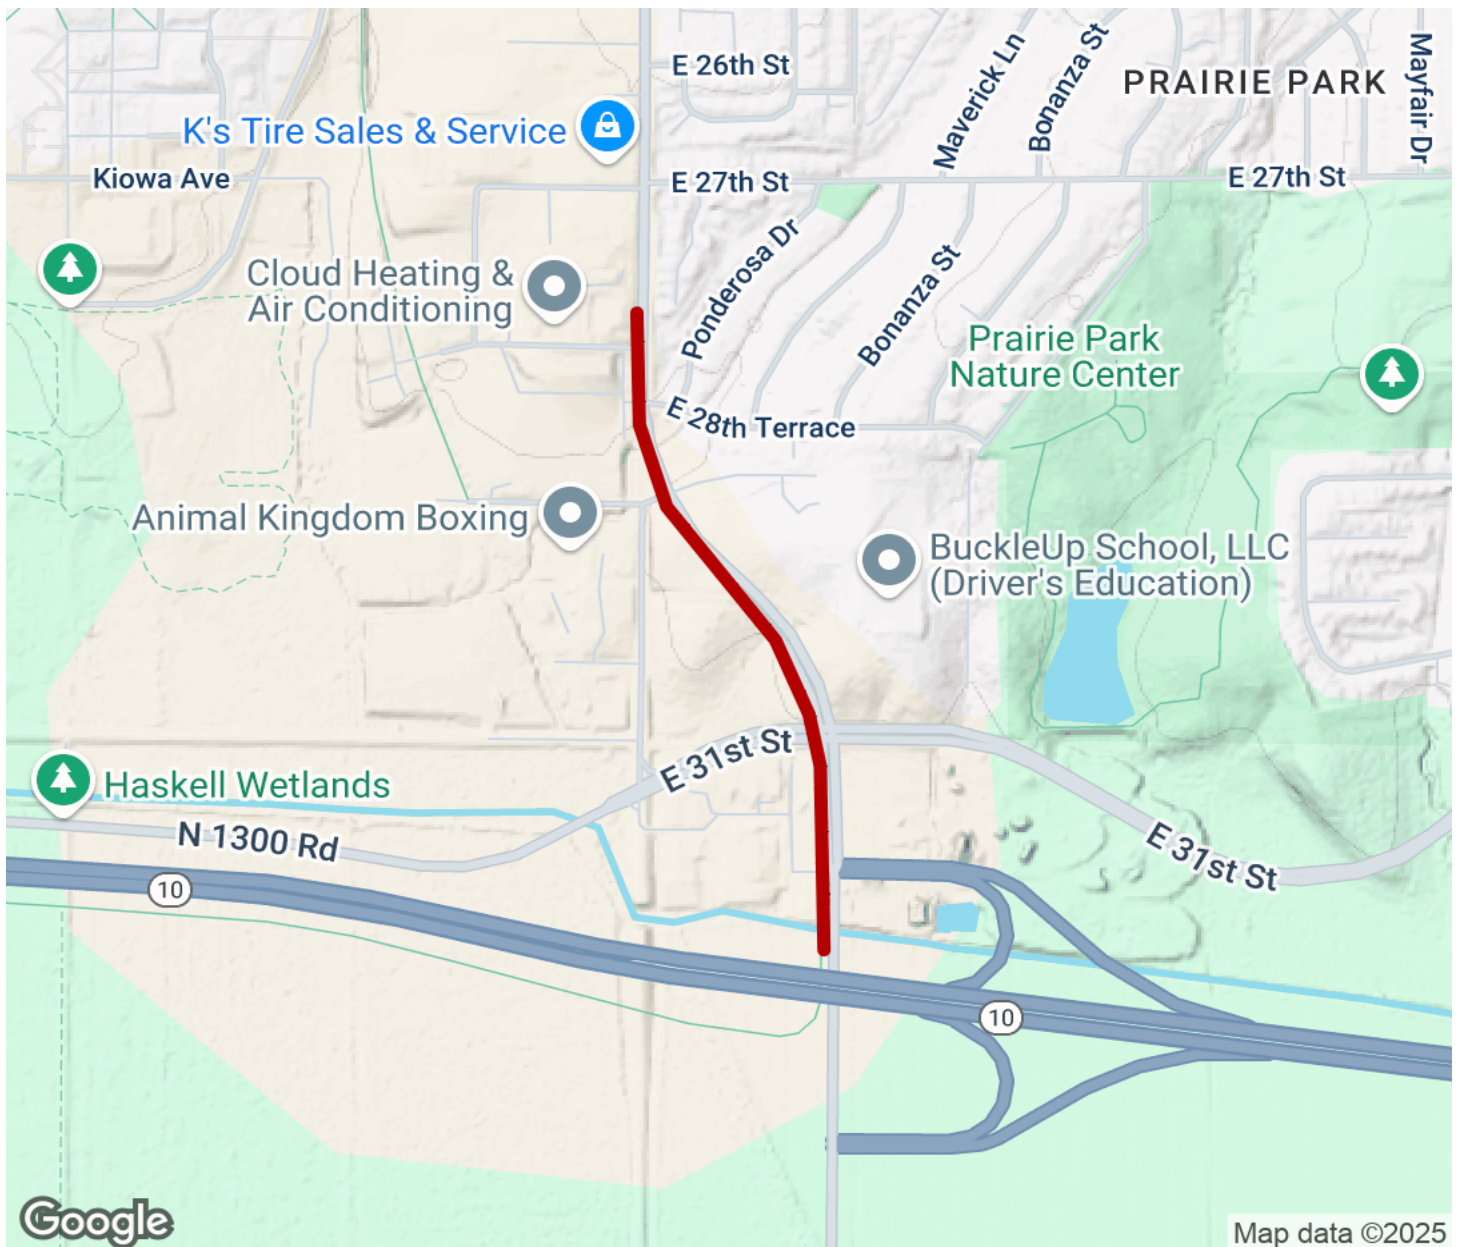 E 26th St
Maverick Ln
Bonanza St
PRAIRIE PARK
Mayfair Dr
K's Tire Sales & Service
Kiowa Ave
E 27th St
E 27th St
Ponderosa Dr
Bonanza St
Cloud Heating &
Air Conditioning
Prairie Park
Nature Center
E 28th Terrace
Animal Kingdom Boxing
BuckleUp School, LLC
(Driver's Education)
E 31st St
Haskell Wetlands
N 1300 Rd
E 31st St
10
10
Google
Map data ©2025